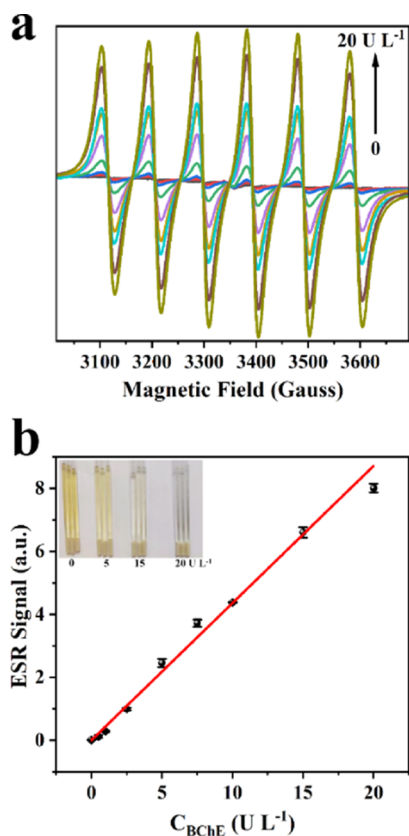 a
20 U L⁻¹
0
3100 3200 3300 3400 3500 3600
Magnetic Field (Gauss)
b
8
6
4
2
0
ESR Signal (a.u.)
0 5 15 20 U L⁻¹
0 5 10 15 20
C_BChE (U L⁻¹)